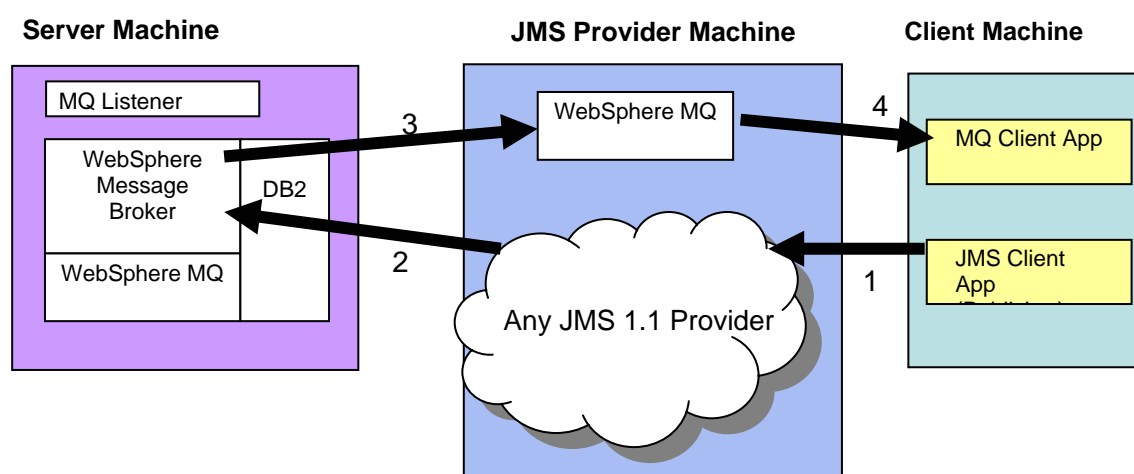 Server Machine
JMS Provider Machine
Client Machine
MQ Listener
WebSphere
Message
Broker
DB2
WebSphere MQ
3
2
WebSphere MQ
Any JMS 1.1 Provider
4
1
MQ Client App
JMS Client
App